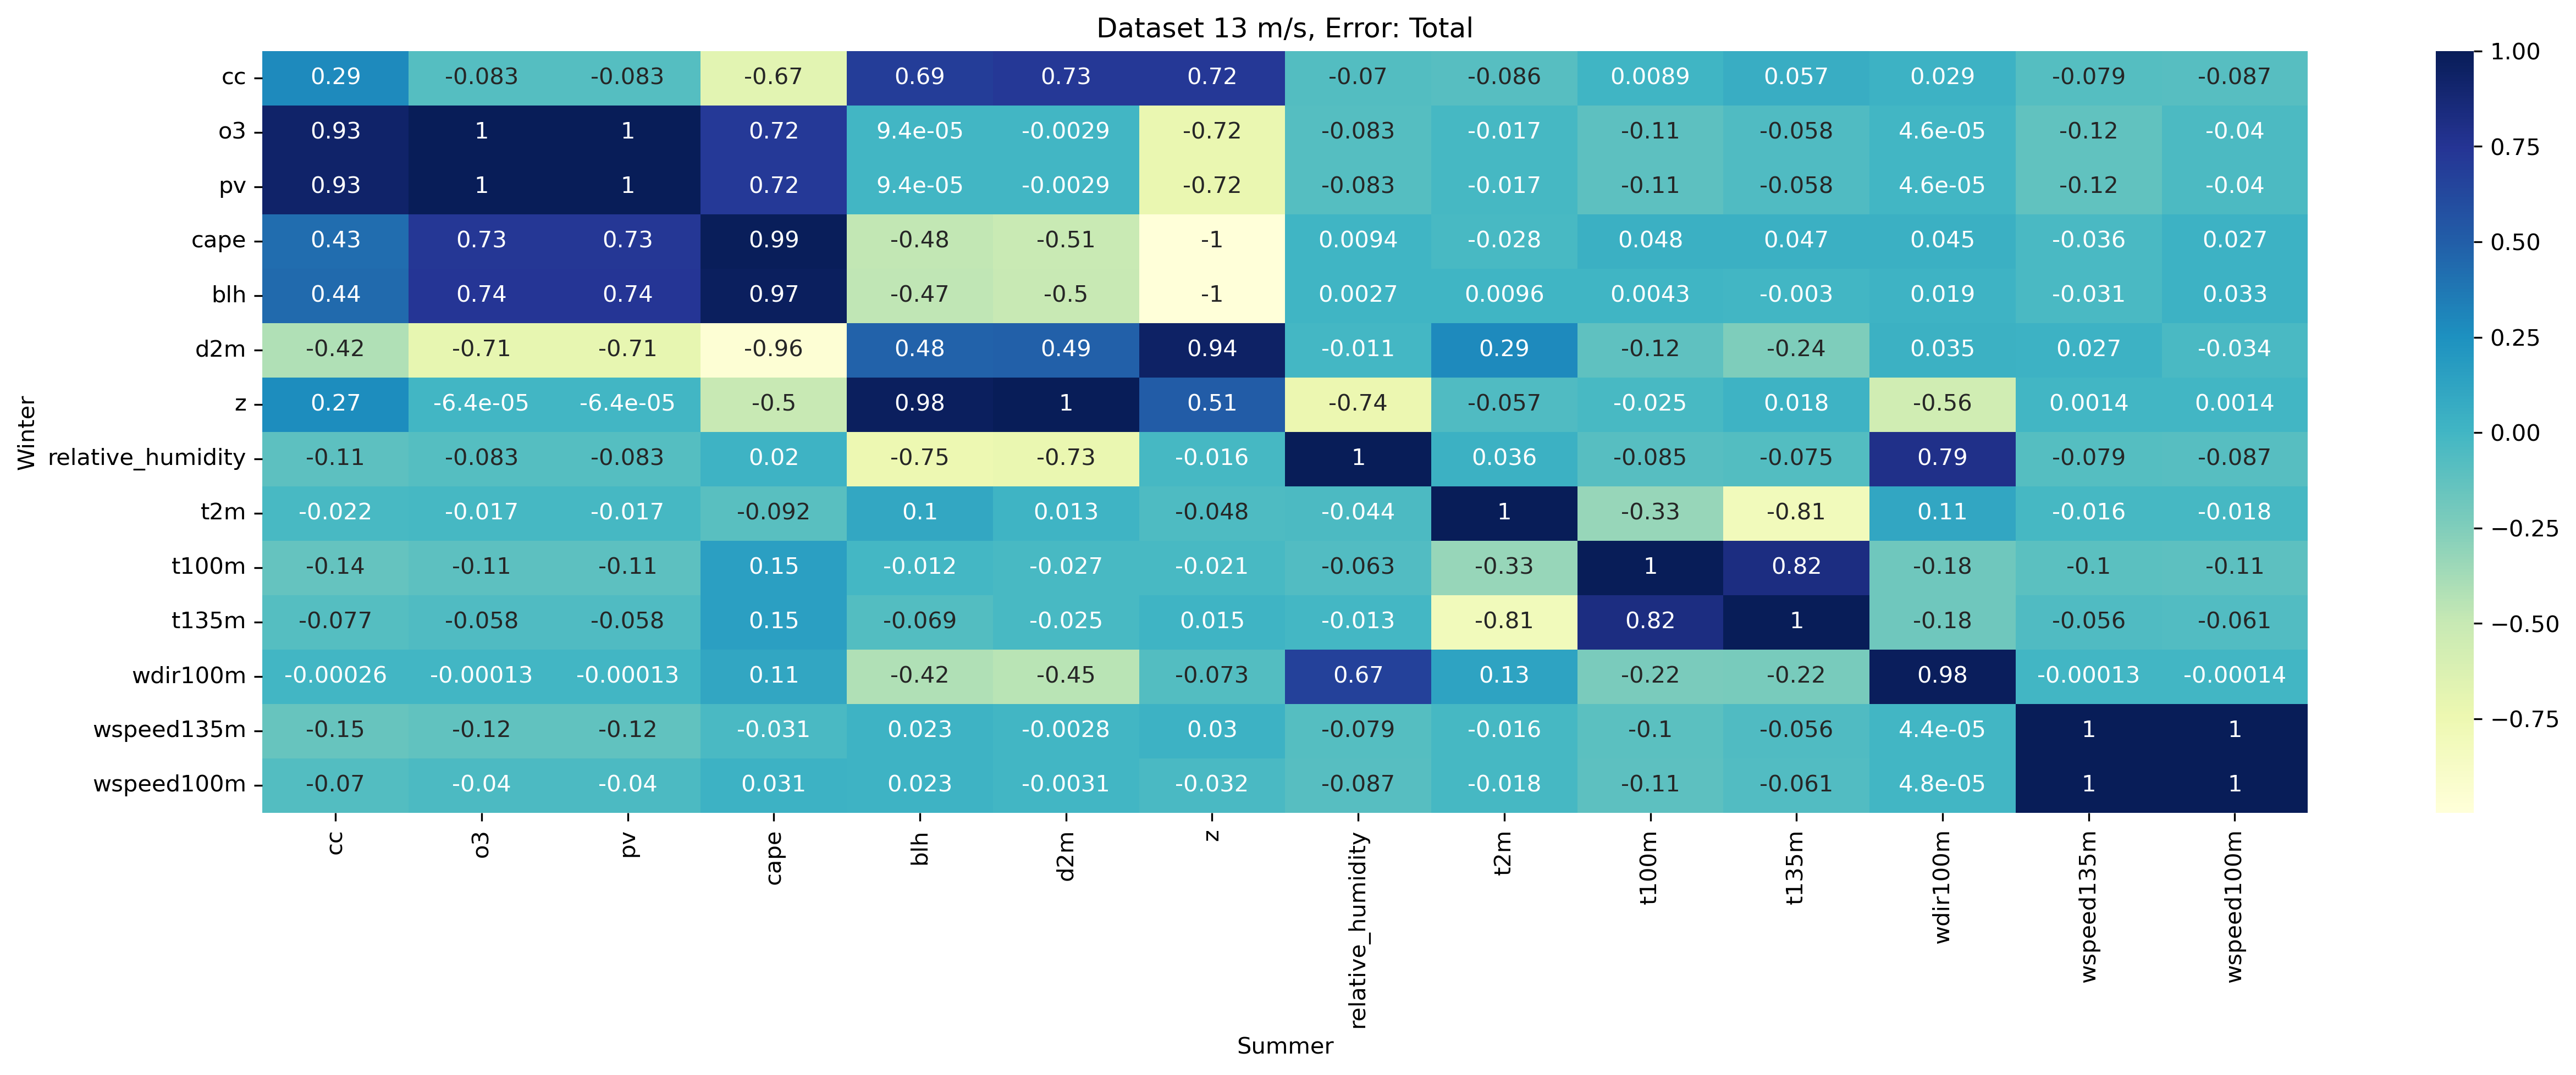 Dataset 13 m/s, Error: Total
cc 0.29 -0.083 -0.083 -0.67 0.69 0.73 0.72 -0.07 -0.086 0.0089 0.057 0.029 -0.079 -0.087
o3 0.93 1 1 0.72 9.4e-05 -0.0029 -0.72 -0.083 -0.017 -0.11 -0.058 4.6e-05 -0.12 -0.04
pv 0.93 1 1 0.72 9.4e-05 -0.0029 -0.72 -0.083 -0.017 -0.11 -0.058 4.6e-05 -0.12 -0.04
cape 0.43 0.73 0.73 0.99 -0.48 -0.51 -1 0.0094 -0.028 0.048 0.047 0.045 -0.036 0.027
blh 0.44 0.74 0.74 0.97 -0.47 -0.5 -1 0.0027 0.0096 0.0043 -0.003 0.019 -0.031 0.033
d2m -0.42 -0.71 -0.71 -0.96 0.48 0.49 0.94 -0.011 0.29 -0.12 -0.24 0.035 0.027 -0.034
z 0.27 -6.4e-05 -6.4e-05 -0.5 0.98 1 0.51 -0.74 -0.057 -0.025 0.018 -0.56 0.0014 0.0014
relative_humidity -0.11 -0.083 -0.083 0.02 -0.75 -0.73 -0.016 1 0.036 -0.085 -0.075 0.79 -0.079 -0.087
t2m -0.022 -0.017 -0.017 -0.092 0.1 0.013 -0.048 -0.044 1 -0.33 -0.81 0.11 -0.016 -0.018
t100m -0.14 -0.11 -0.11 0.15 -0.012 -0.027 -0.021 -0.063 -0.33 1 0.82 -0.18 -0.1 -0.11
t135m -0.077 -0.058 -0.058 0.15 -0.069 -0.025 0.015 -0.013 -0.81 0.82 1 -0.18 -0.056 -0.061
wdir100m -0.00026 -0.00013 -0.00013 0.11 -0.42 -0.45 -0.073 0.67 0.13 -0.22 -0.22 0.98 -0.00013 -0.00014
wspeed135m -0.15 -0.12 -0.12 -0.031 0.023 -0.0028 0.03 -0.079 -0.016 -0.1 -0.056 4.4e-05 1 1
wspeed100m -0.07 -0.04 -0.04 0.031 0.023 -0.0031 -0.032 -0.087 -0.018 -0.11 -0.061 4.8e-05 1 1
Winter
cc o3 pv cape blh d2m z relative_humidity t2m t100m t135m wdir100m wspeed135m wspeed100m
Summer
1.00
0.75
0.50
0.25
0.00
−0.25
−0.50
−0.75